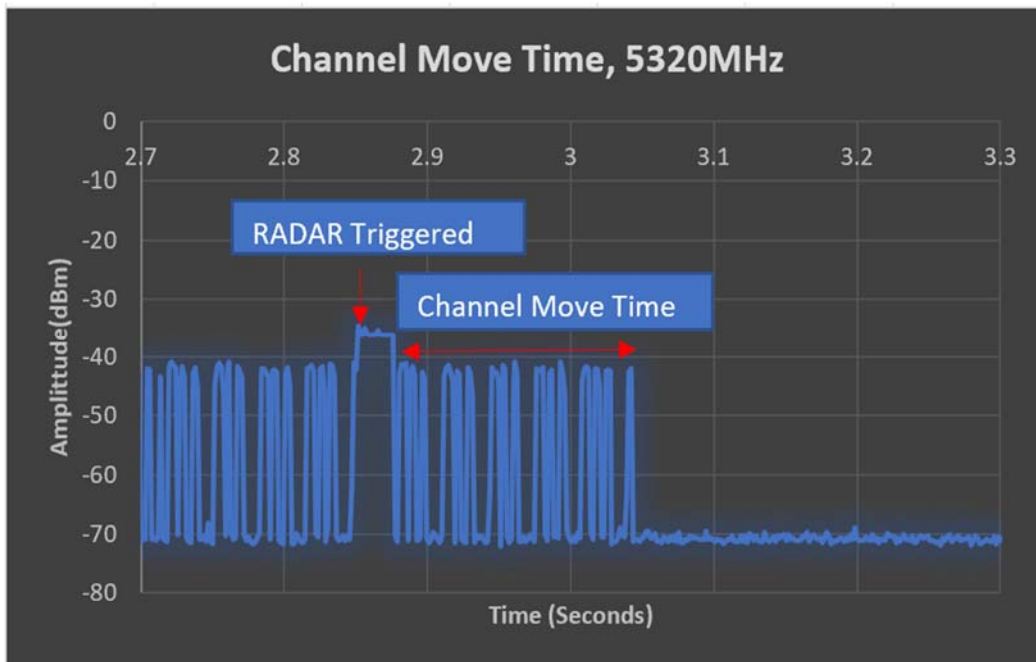 Channel Move Time, 5320MHz
0
2.7 2.8 2.9 3 3.1 3.2 3.3
-10
RADAR Triggered
-20
-30
Channel Move Time
-40
-50
-60
-70
-80
Amplittude(dBm)
Time (Seconds)